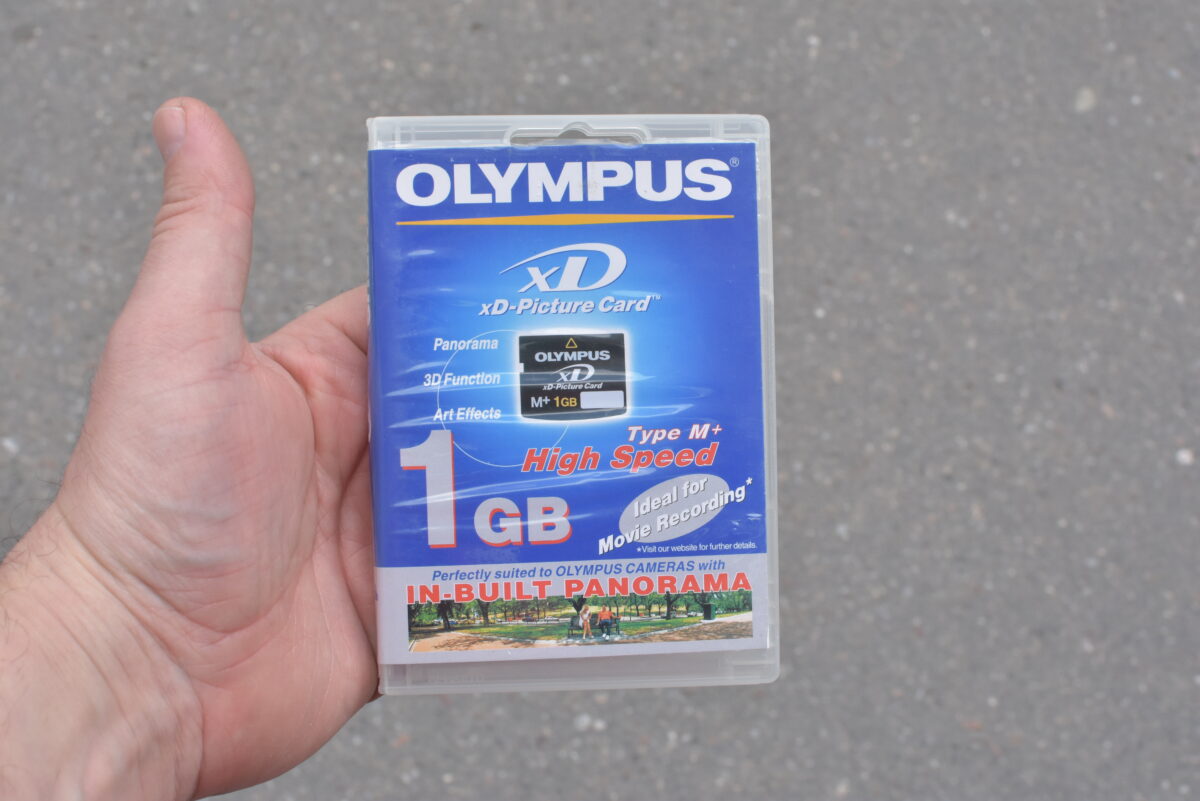 OLYMPUS®
xD
xD-Picture Card™
Panorama
3D Function
Art Effects
OLYMPUS
xD
xD-Picture Card
M+ 1GB
Type M+
High Speed
1 GB
Ideal for
Movie Recording*
*Visit our website for further details.
Perfectly suited to OLYMPUS CAMERAS with
IN-BUILT PANORAMA